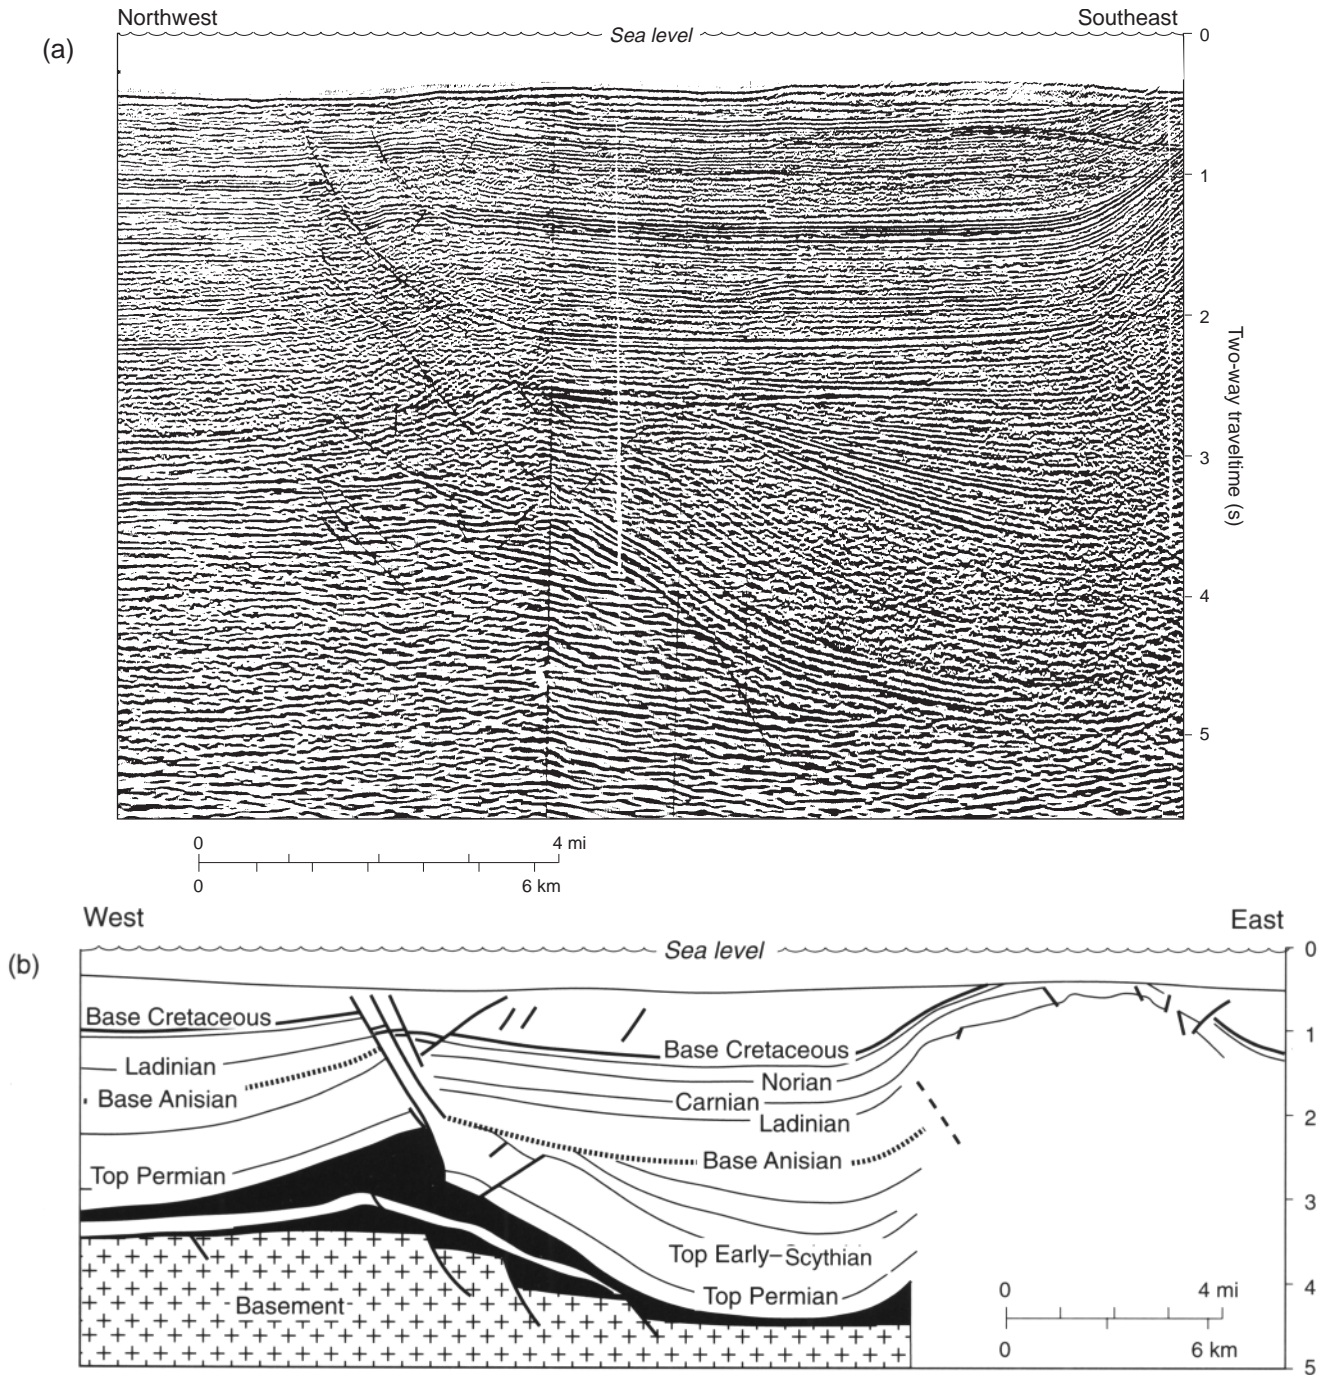 Northwest
Southeast
(a)
Sea level
0
1
2
3
4
5
Two-way traveltime (s)
0
4 mi
0
6 km
West
East
(b)
Sea level
0
1
2
3
4
5
Base Cretaceous
Ladinian
Base Anisian
Top Permian
Basement
Base Cretaceous
Norian
Carnian
Ladinian
Base Anisian
Top Early–Scythian
Top Permian
0
4 mi
0
6 km